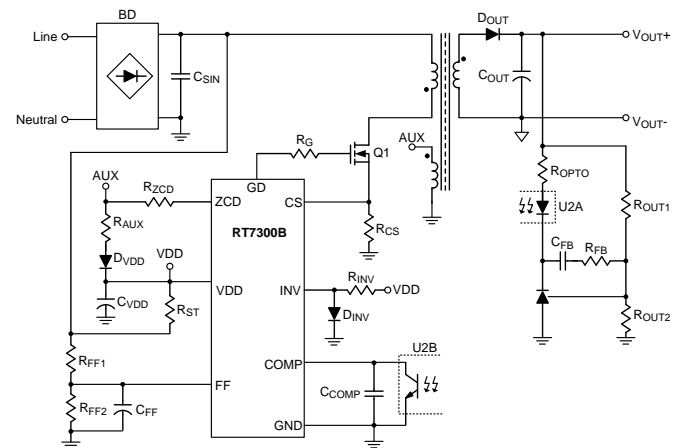 BD
Line
Neutral
CSIN
DOUT
VOUT+
COUT
VOUT-
AUX
RG
Q1
GD
ROPTO
U2A
ROUT1
AUX
RZCD
ZCD
CS
RCS
RAUX
RT7300B
CFB
RFB
DVDD
VDD
RINV
VDD
INV
VDD
CVDD
RST
DINV
ROUT2
RFF1
U2B
COMP
FF
CCOMP
RFF2
CFF
GND